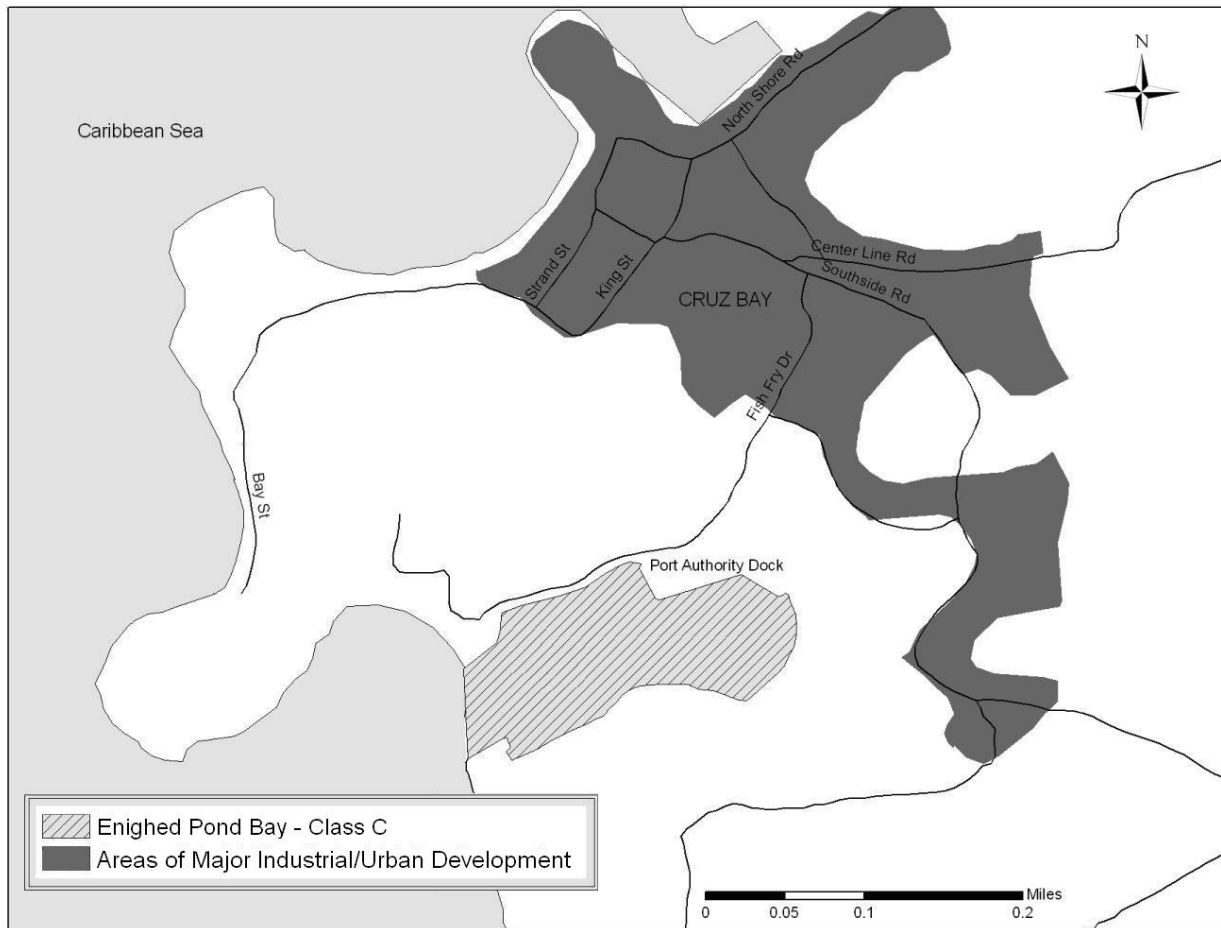 N
Caribbean Sea
North Shore Rd
Center Line Rd
Strand St
King St
Southside Rd
CRUZ BAY
Fish Fry Dr
Bay St
Port Authority Dock
Enighed Pond Bay - Class C
Areas of Major Industrial/Urban Development
Miles
0 0.05 0.1 0.2